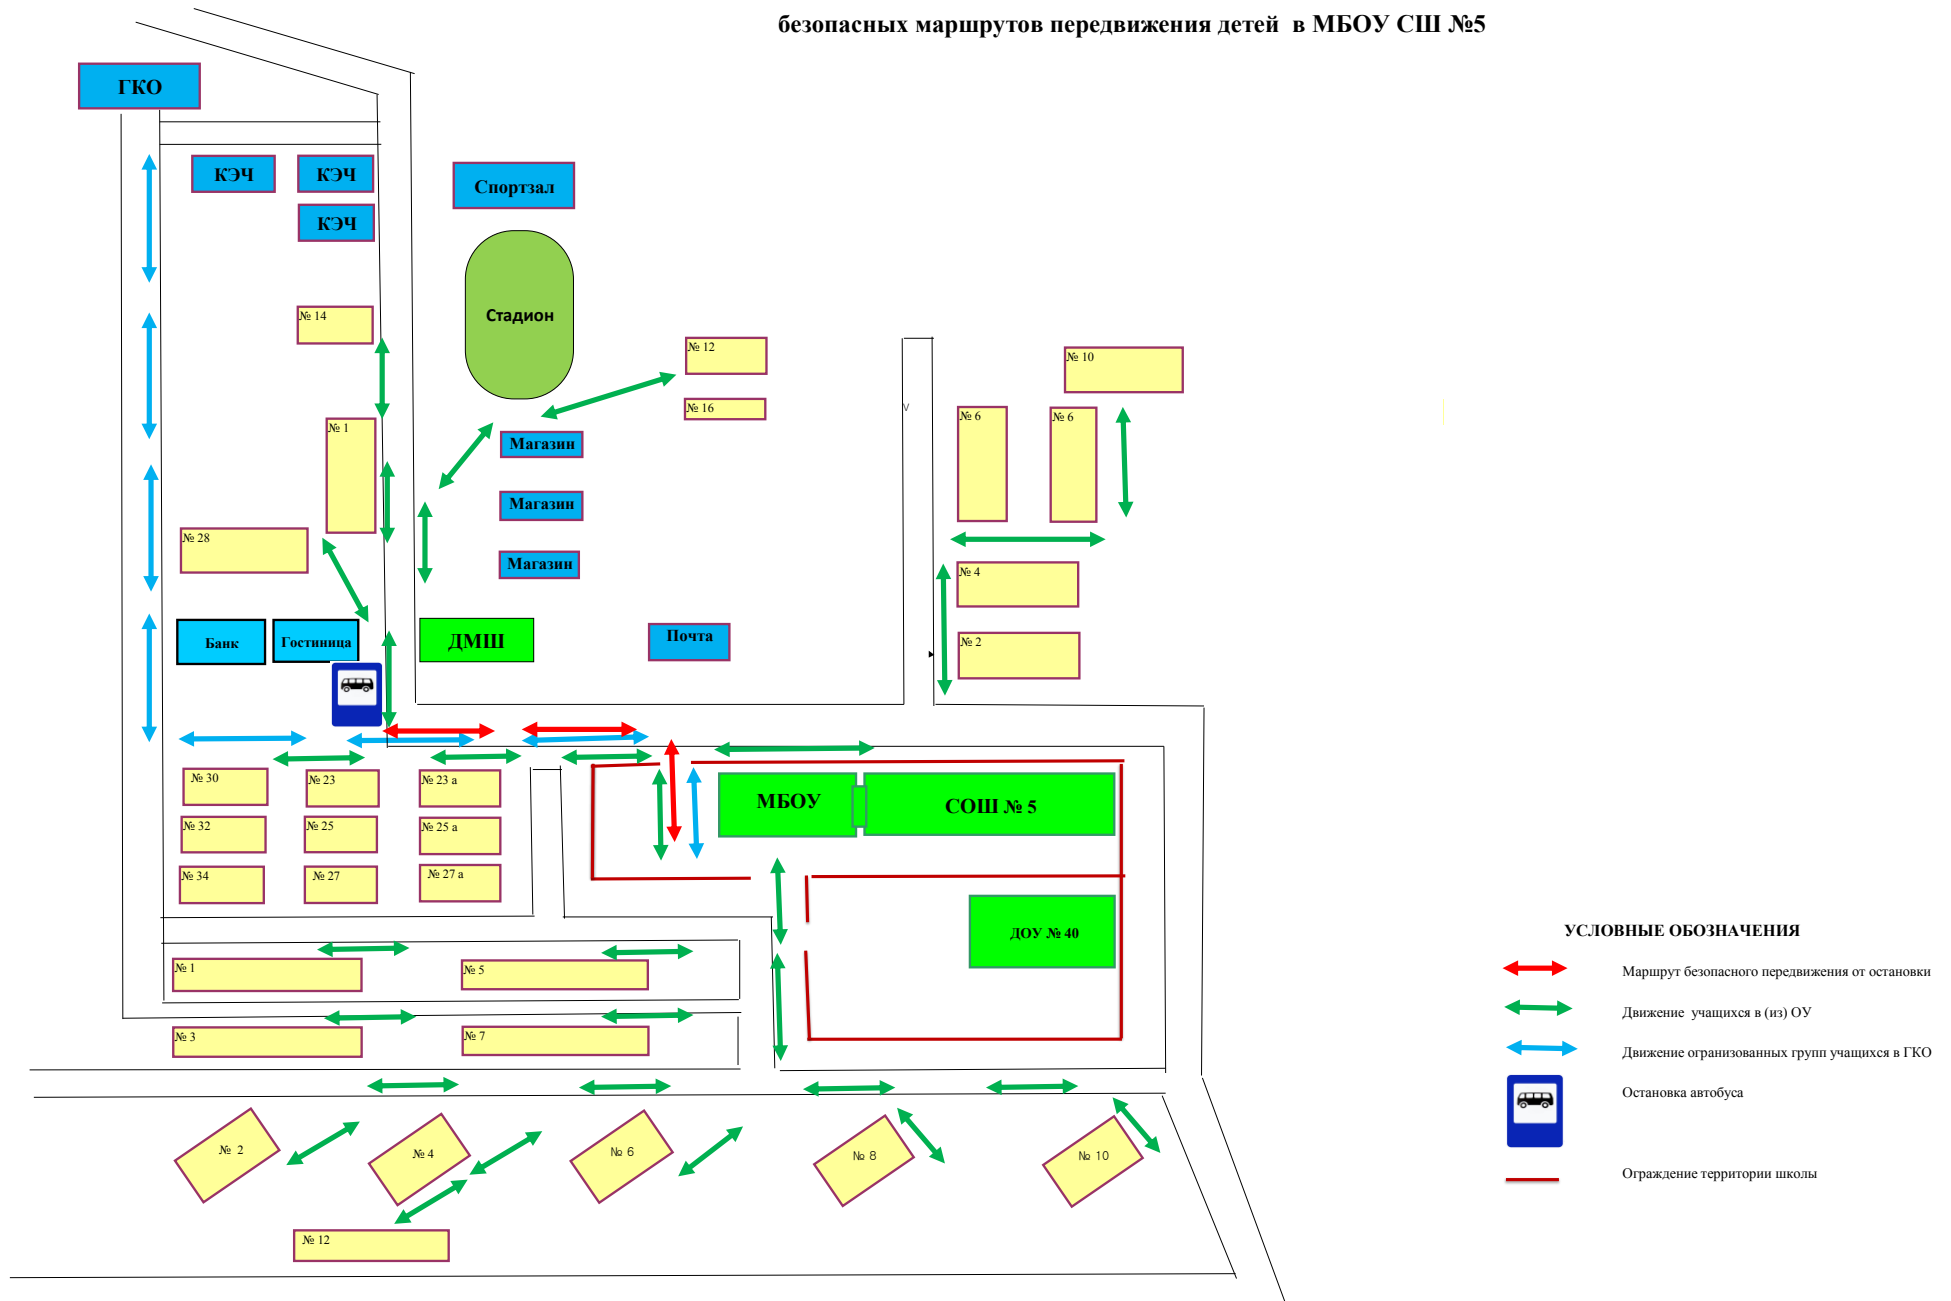 безопасных маршрутов передвижения детей  в МБОУ СШ №5
ГКО
КЭЧ
КЭЧ
Спортзал
КЭЧ
№ 14
Стадион
№ 12
№ 10
№ 16
№ 6
№ 6
№ 1
Магазин
Магазин
№ 28
Магазин
№ 4
Банк
Гостиница
ДМШ
Почта
№ 2
V
№ 30
№ 23
№ 23 а
МБОУ
СОШ № 5
№ 32
№ 25
№ 25 а
№ 34
№ 27
№ 27 а
ДОУ № 40
№ 1
№ 5
№ 3
№ 7
№ 2
№ 4
№ 6
№ 8
№ 10
№ 12
УСЛОВНЫЕ ОБОЗНАЧЕНИЯ
Маршрут безопасного передвижения от остановки
Движение  учащихся в (из) ОУ
Движение огранизованных групп учащихся в ГКО
Остановка автобуса
Ограждение территории школы